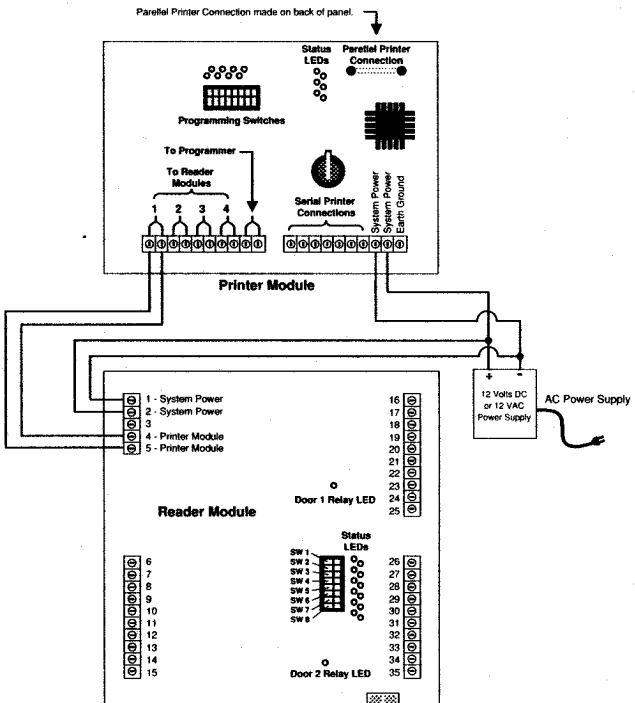 Parellel Printer Connection made on back of panel.
Status
LEDs
Parellel Printer
Connection
Programming Switches
To Programmer
To Reader
Modules
1 2 3 4
Serial Printer
Connections
System Power
System Power
Earth Ground
Printer Module
+ -
12 Volts DC
or 12 VAC
Power Supply
AC Power Supply
1 - System Power
2 - System Power
3
4 - Printer Module
5 - Printer Module
16
17
18
19
20
21
22
23
24
25
Door 1 Relay LED
Reader Module
Status
LEDs
SW 1
SW 2
SW 3
SW 4
SW 5
SW 6
SW 7
SW 8
6
7
8
9
10
11
12
13
14
15
26
27
28
29
30
31
32
33
34
35
Door 2 Relay LED